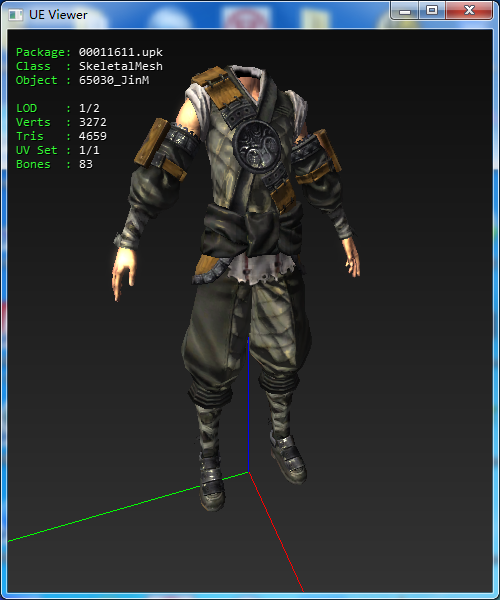 UE Viewer
Package: 00011611.upk
Class : SkeletalMesh
Object : 65030_JinM
LOD : 1/2
Verts : 3272
Tris : 4659
UV Set : 1/1
Bones : 83